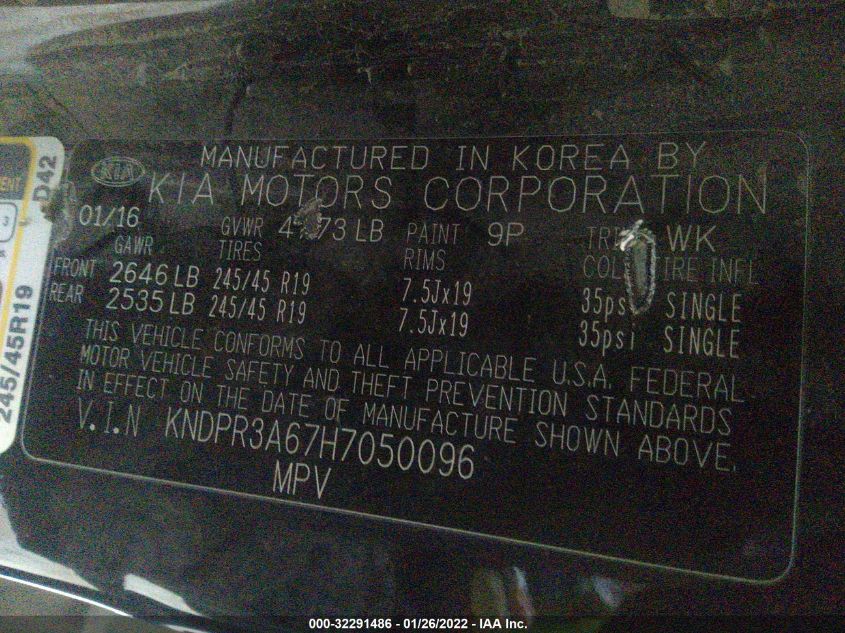 MANUFACTURED IN KOREA BY
KIA KIA MOTORS CORPORATION
01/16 GVWR LB PAINT 9P WK
GAWR TIRES RIMS INFL
FRONT 2646 LB 245/45 R19 7.5Jx19 35psi SINGLE
REAR 2535 LB 245/45 R19 7.5Jx19 35psi SINGLE
THIS VEHICLE CONFORMS TO ALL APPLICABLE U.S.A. FEDERAL
MOTOR VEHICLE SAFETY AND THEFT PREVENTION STANDARDS
IN EFFECT ON THE DATE OF MANUFACTURE SHOWN ABOVE.
V.I.N KNDPR3A67H7050096
MPV
D42
245/45R19
000-32291486 - 01/26/2022 - IAA Inc.